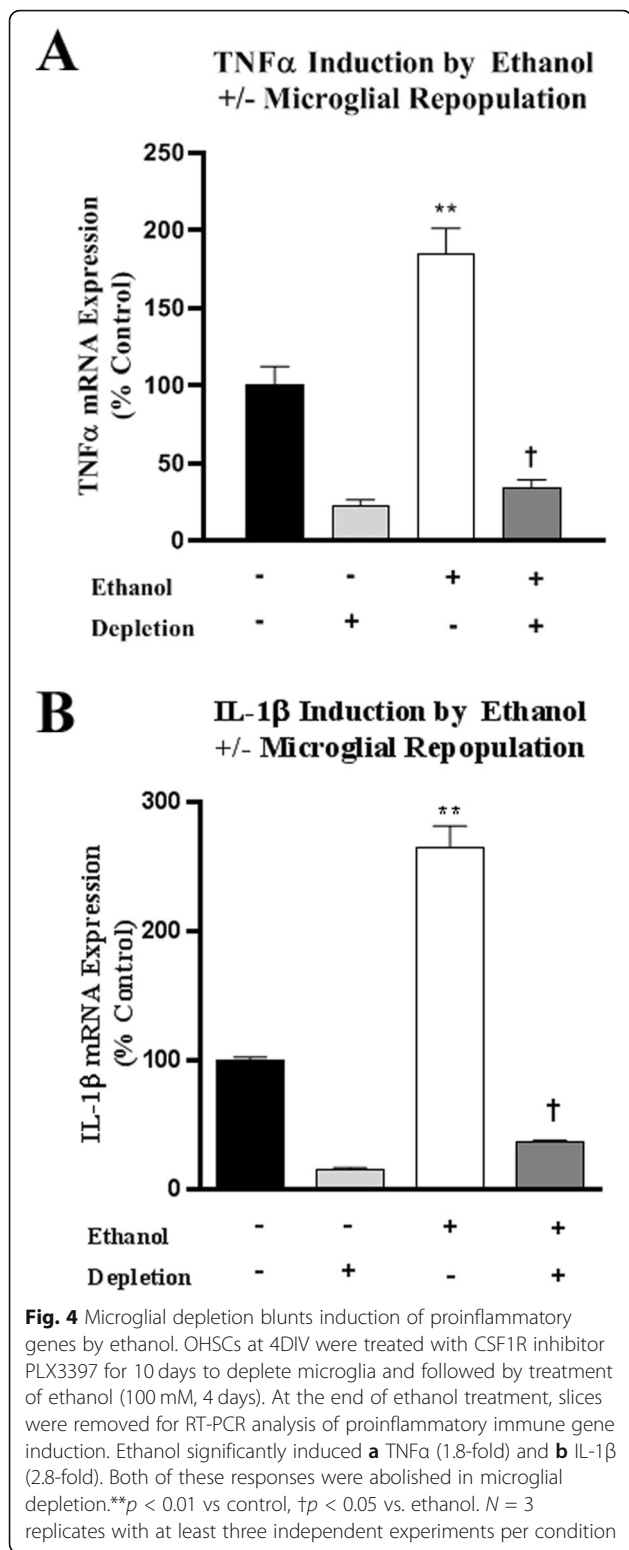 A
TNFα Induction by Ethanol
+/- Microglial Repopulation
TNFα mRNA Expression
(% Control)
250
200
150
100
50
0
**
†
Ethanol - - + +
Depletion - + - +
B
IL-1β Induction by Ethanol
+/- Microglial Repopulation
IL-1β mRNA Expression
(% Control)
300
200
100
0
**
†
Ethanol - - + +
Depletion - + - +
Fig. 4 Microglial depletion blunts induction of proinflammatory
genes by ethanol. OHSCs at 4DIV were treated with CSF1R inhibitor
PLX3397 for 10 days to deplete microglia and followed by treatment
of ethanol (100 mM, 4 days). At the end of ethanol treatment, slices
were removed for RT-PCR analysis of proinflammatory immune gene
induction. Ethanol significantly induced a TNFα (1.8-fold) and b IL-1β
(2.8-fold). Both of these responses were abolished in microglial
depletion.**p < 0.01 vs control, †p < 0.05 vs. ethanol. N = 3
replicates with at least three independent experiments per condition